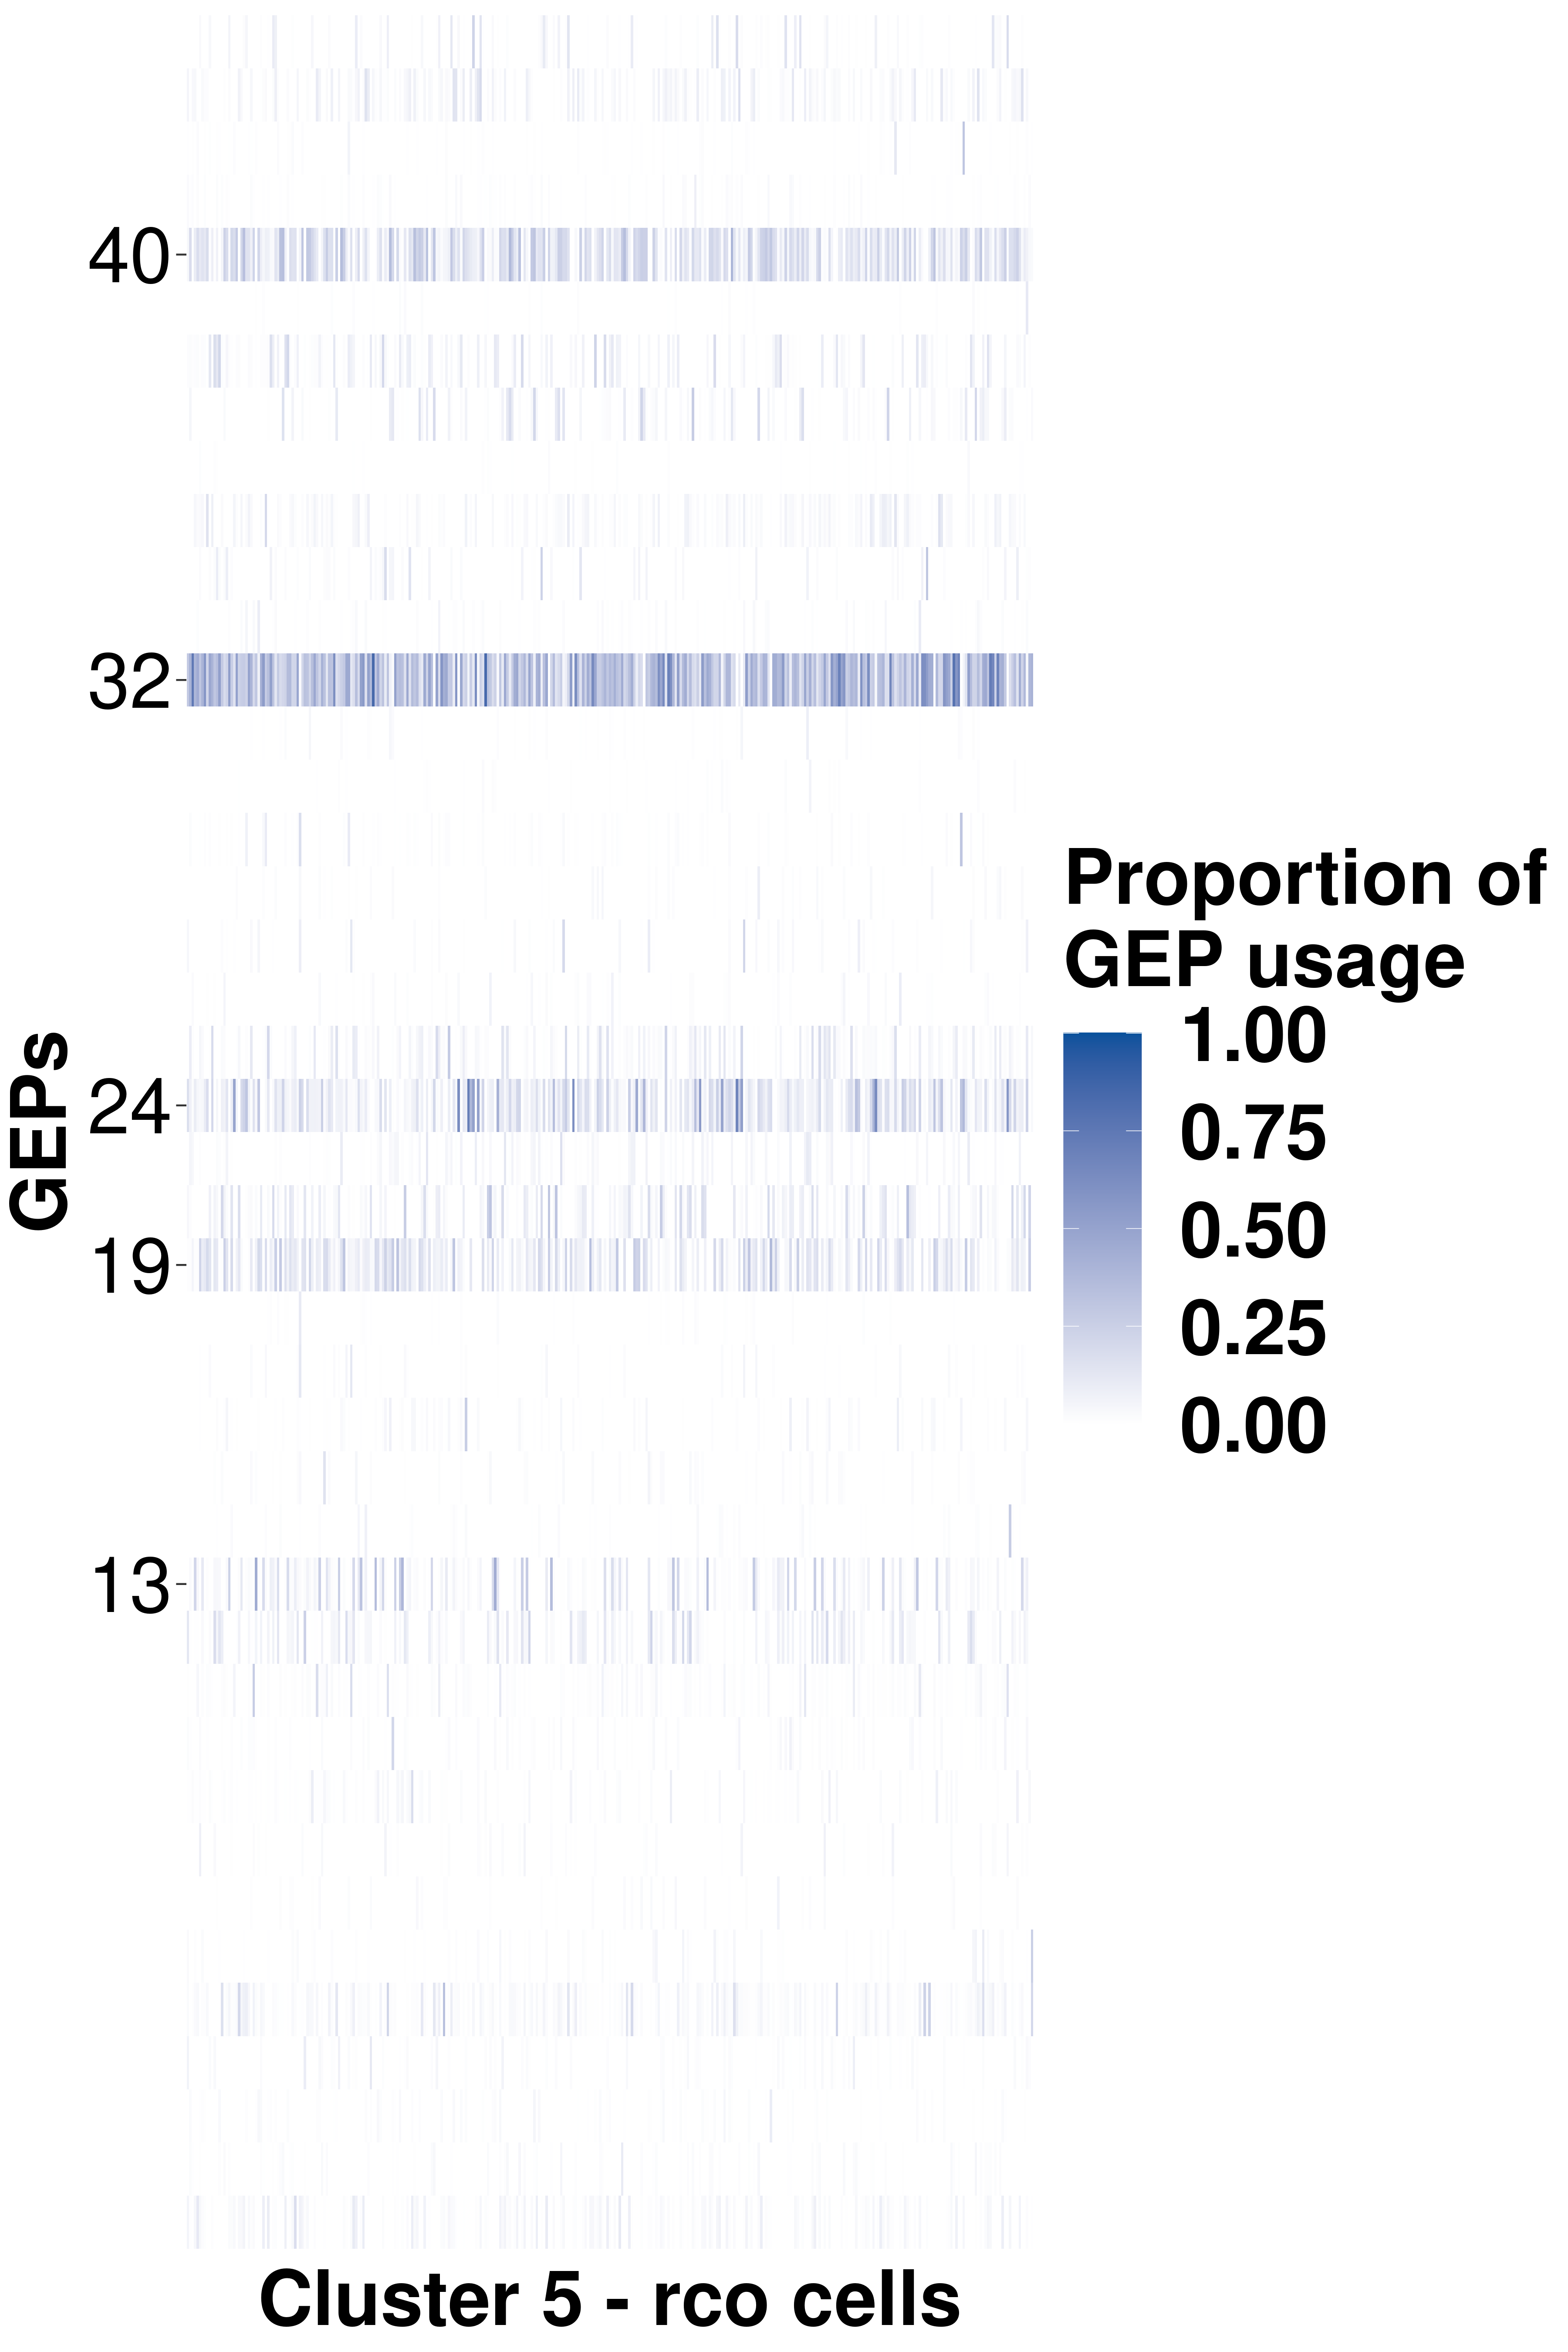 40
32
24
19
13
GEPs
Cluster 5 - rco cells
Proportion of
GEP usage
1.00
0.75
0.50
0.25
0.00